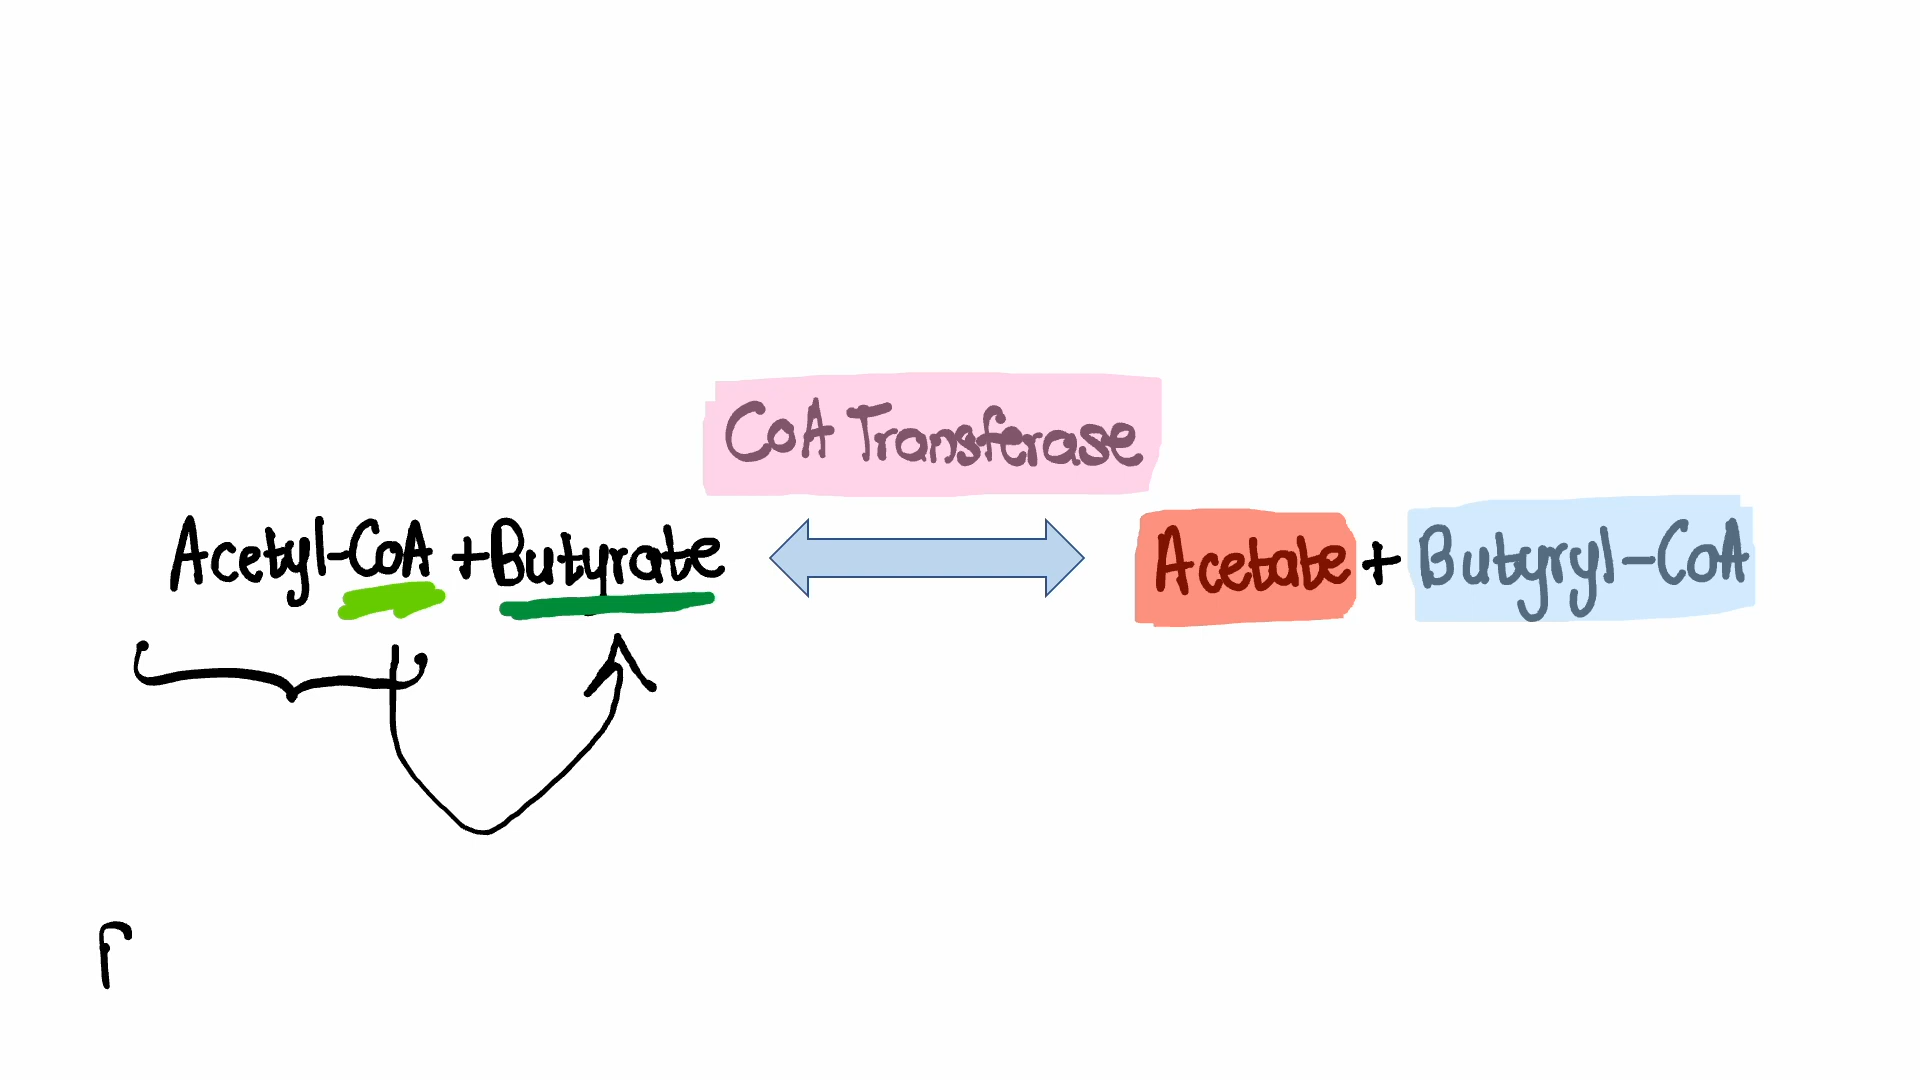 CoA Transferase
Acetyl-CoA + Butyrate
Acetate + Butyryl-CoA